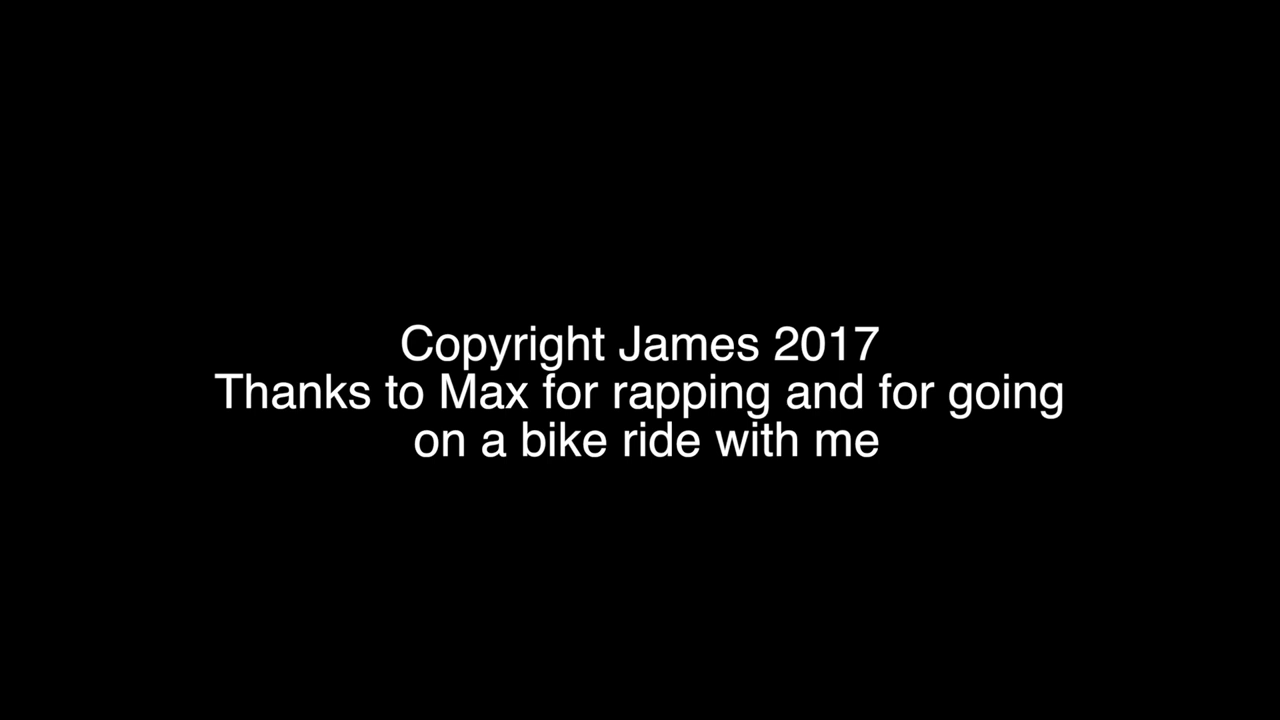 Copyright James 2017
Thanks to Max for rapping and for going
on a bike ride with me